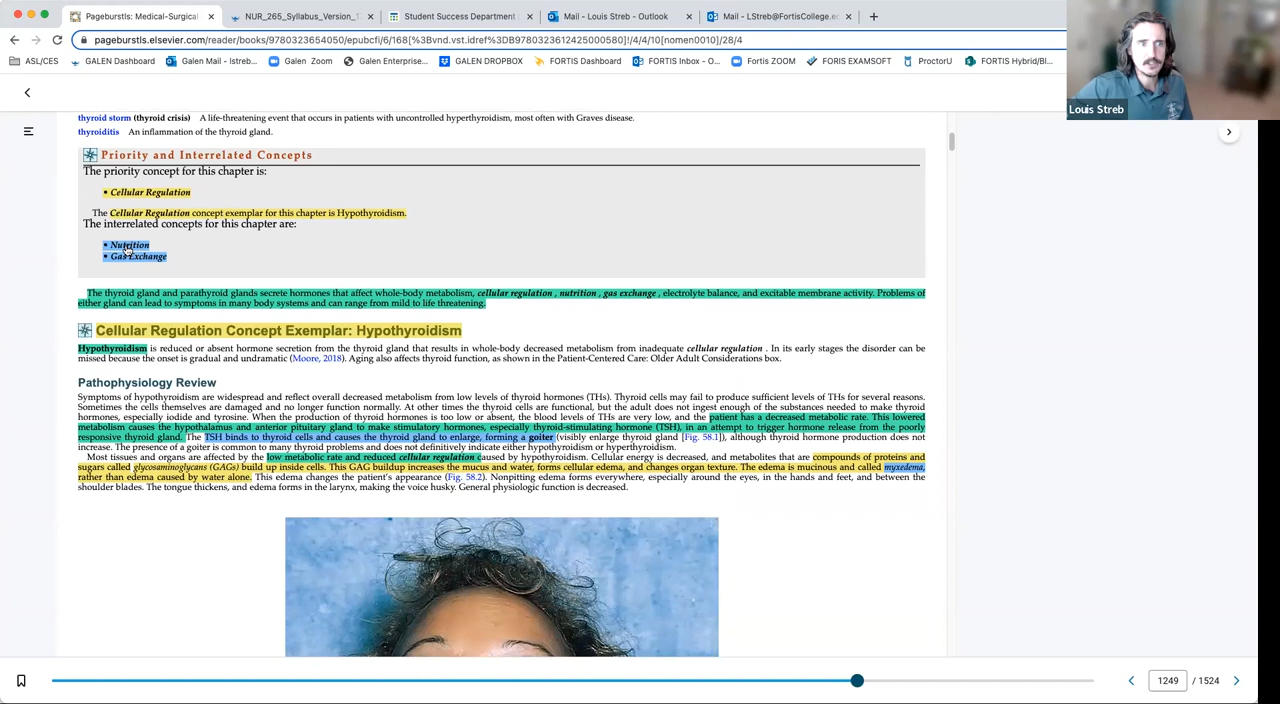 Pageburstls: Medical-Surgical
NUR_265_Syllabus_Version_1
Student Success Department
Mail - Louis Streb - Outlook
Mail - LStreb@FortisCollege.e
pageburstls.elsevier.com/reader/books/9780323654050/epubcfi/6/168[%3Bvnd.vst.idref%3DB9780323612425000580]!/4/4/10[nomen0010]/28/4
ASL/CES
GALEN Dashboard
Galen Mail - lstreb...
Galen Zoom
Galen Enterprise...
GALEN DROPBOX
FORTIS Dashboard
FORTIS Inbox - O...
Fortis ZOOM
FORIS EXAMSOFT
ProctorU
FORTIS Hybrid/Bl...
Louis Streb
thyroid storm (thyroid crisis) A life-threatening event that occurs in patients with uncontrolled hyperthyroidism, most often with Graves disease.
thyroiditis An inflammation of the thyroid gland.
Priority and Interrelated Concepts
The priority concept for this chapter is:
• Cellular Regulation
The Cellular Regulation concept exemplar for this chapter is Hypothyroidism.
The interrelated concepts for this chapter are:
• Nutrition
• Gas Exchange
The thyroid gland and parathyroid glands secrete hormones that affect whole-body metabolism, cellular regulation , nutrition , gas exchange , electrolyte balance, and excitable membrane activity. Problems of
either gland can lead to symptoms in many body systems and can range from mild to life threatening.
Cellular Regulation Concept Exemplar: Hypothyroidism
Hypothyroidism is reduced or absent hormone secretion from the thyroid gland that results in whole-body decreased metabolism from inadequate cellular regulation . In its early stages the disorder can be
missed because the onset is gradual and undramatic (Moore, 2018). Aging also affects thyroid function, as shown in the Patient-Centered Care: Older Adult Considerations box.
Pathophysiology Review
Symptoms of hypothyroidism are widespread and reflect overall decreased metabolism from low levels of thyroid hormones (THs). Thyroid cells may fail to produce sufficient levels of THs for several reasons.
Sometimes the cells themselves are damaged and no longer function normally. At other times the thyroid cells are functional, but the adult does not ingest enough of the substances needed to make thyroid
hormones, especially iodide and tyrosine. When the production of thyroid hormones is too low or absent, the blood levels of THs are very low, and the patient has a decreased metabolic rate. This lowered
metabolism causes the hypothalamus and anterior pituitary gland to make stimulatory hormones, especially thyroid-stimulating hormone (TSH), in an attempt to trigger hormone release from the poorly
responsive thyroid gland. The TSH binds to thyroid cells and causes the thyroid gland to enlarge, forming a goiter (visibly enlarge thyroid gland [Fig. 58.1]), although thyroid hormone production does not
increase. The presence of a goiter is common to many thyroid problems and does not definitively indicate either hypothyroidism or hyperthyroidism.
Most tissues and organs are affected by the low metabolic rate and reduced cellular regulation caused by hypothyroidism. Cellular energy is decreased, and metabolites that are compounds of proteins and
sugars called glycosaminoglycans (GAGs) build up inside cells. This GAG buildup increases the mucus and water, forms cellular edema, and changes organ texture. The edema is mucinous and called myxedema,
rather than edema caused by water alone. This edema changes the patient's appearance (Fig. 58.2). Nonpitting edema forms everywhere, especially around the eyes, in the hands and feet, and between the
shoulder blades. The tongue thickens, and edema forms in the larynx, making the voice husky. General physiologic function is decreased.
1249 / 1524